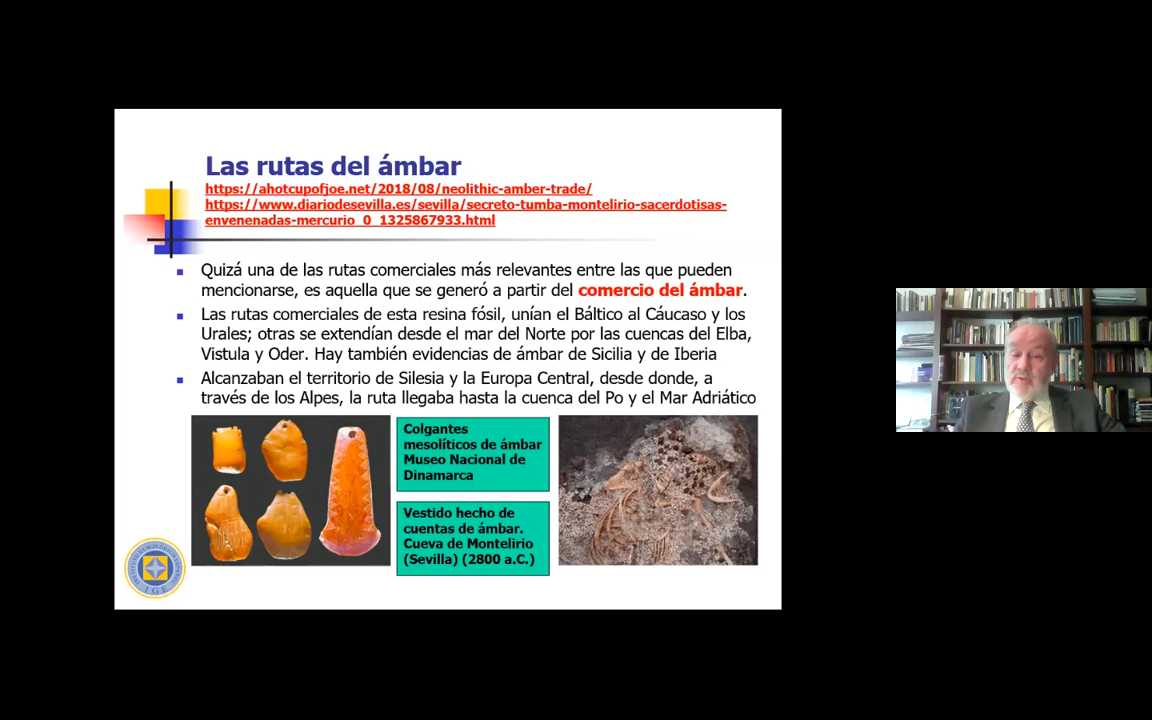 Las rutas del ámbar
https://ahotcupofjoe.net/2018/08/neolithic-amber-trade/
https://www.diariodesevilla.es/sevilla/secreto-tumba-montelirio-sacerdotisas-
envenenadas-mercurio_0_1325867933.html
Quizá una de las rutas comerciales más relevantes entre las que pueden
mencionarse, es aquella que se generó a partir del comercio del ámbar.
Las rutas comerciales de esta resina fósil, unían el Báltico al Cáucaso y los
Urales; otras se extendían desde el mar del Norte por las cuencas del Elba,
Vistula y Oder. Hay también evidencias de ámbar de Sicilia y de Iberia
Alcanzaban el territorio de Silesia y la Europa Central, desde donde, a
través de los Alpes, la ruta llegaba hasta la cuenca del Po y el Mar Adriático
Colgantes
mesolíticos de ámbar
Museo Nacional de
Dinamarca
Vestido hecho de
cuentas de ámbar.
Cueva de Montelirio
(Sevilla) (2800 a.C.)
INSTITUTO GEMOLÓGICO ESPAÑOL
I G E